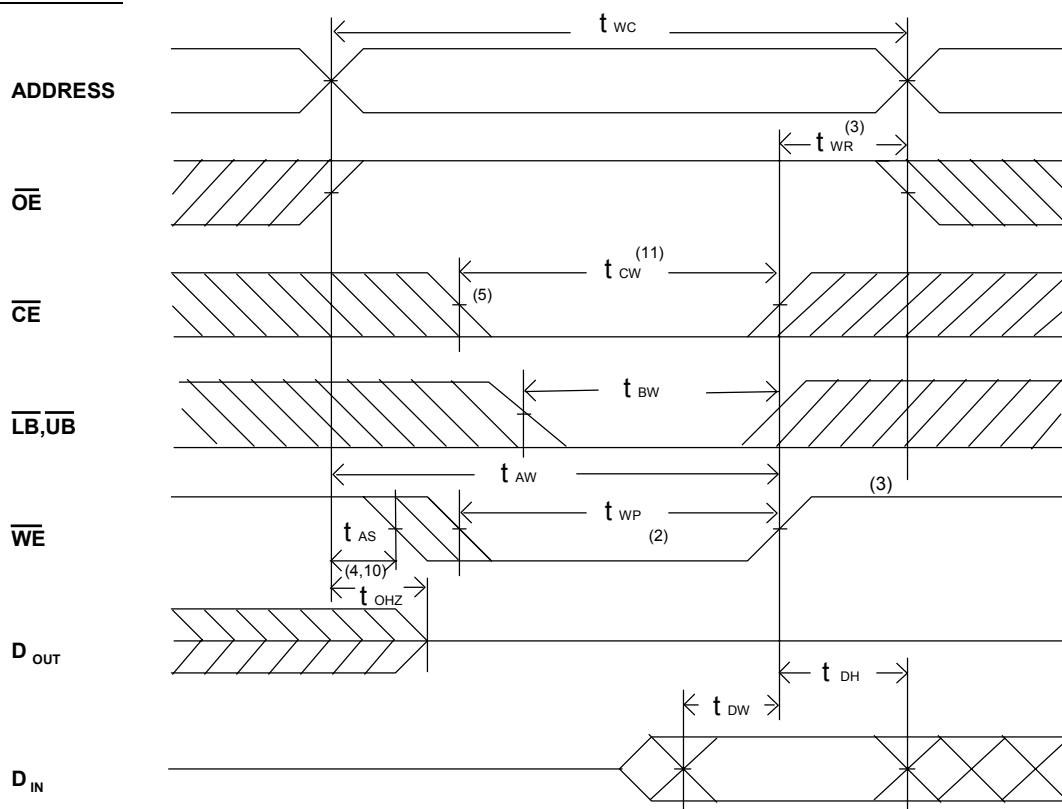 t WC
ADDRESS
t WR (3)
OE
t CW (11)
CE
(5)
t BW
LB,UB
t AW
(3)
WE
t AS
t WP
(2)
(4,10)
t OHZ
D OUT
t DH
t DW
D IN